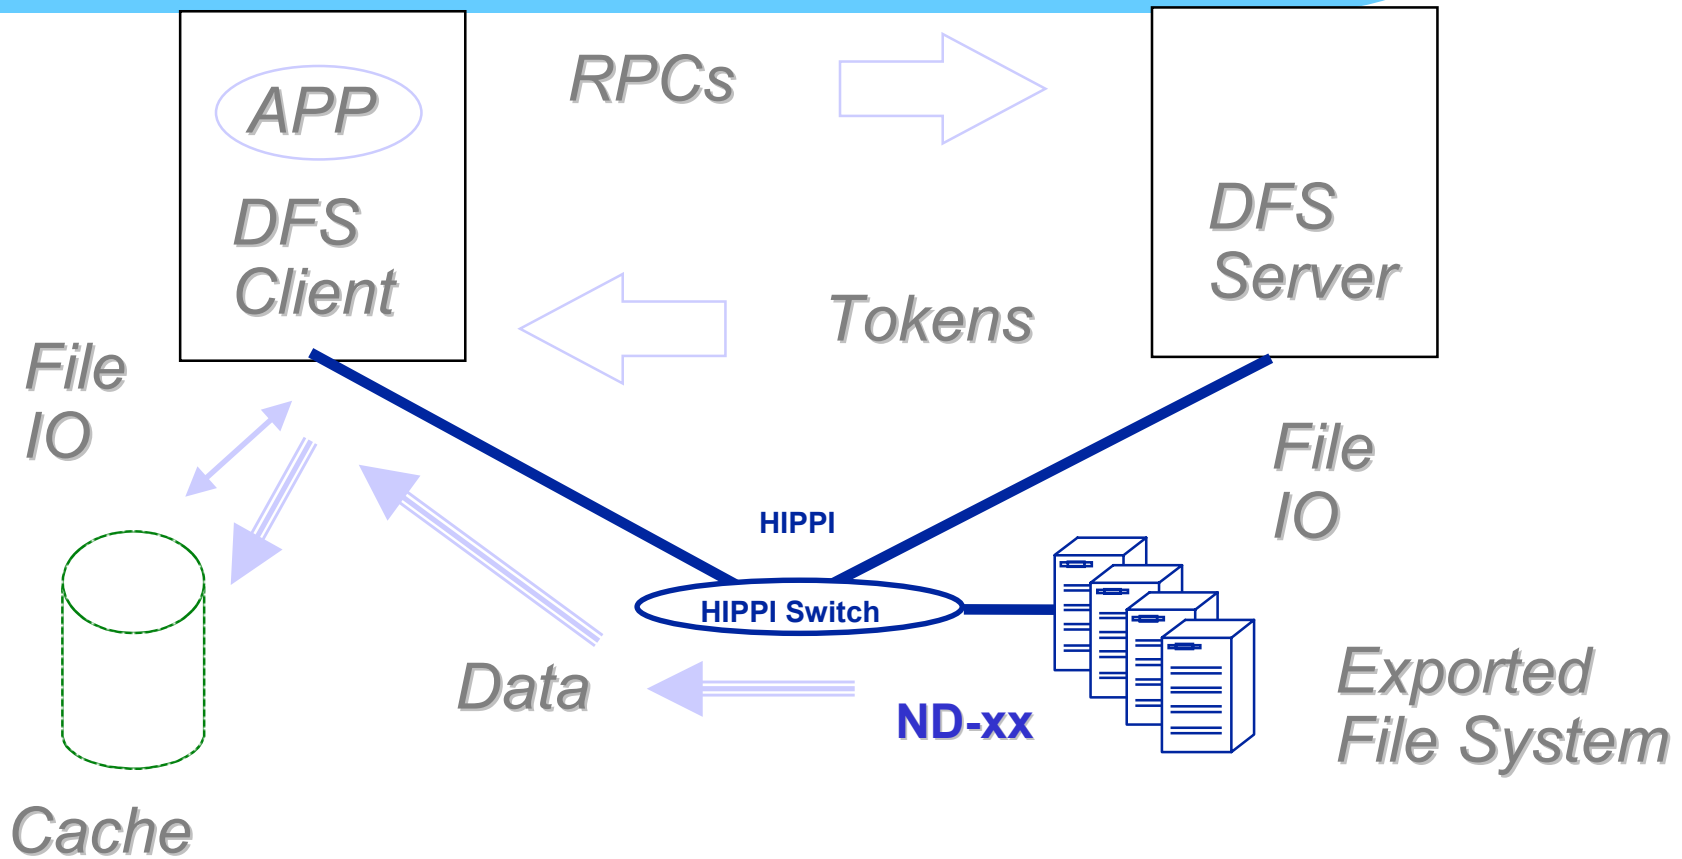 RPCs
APP
DFS
Client
DFS
Server
Tokens
File
IO
File
IO
HIPPI
HIPPI Switch
Data
ND-xx
Exported
File System
Cache